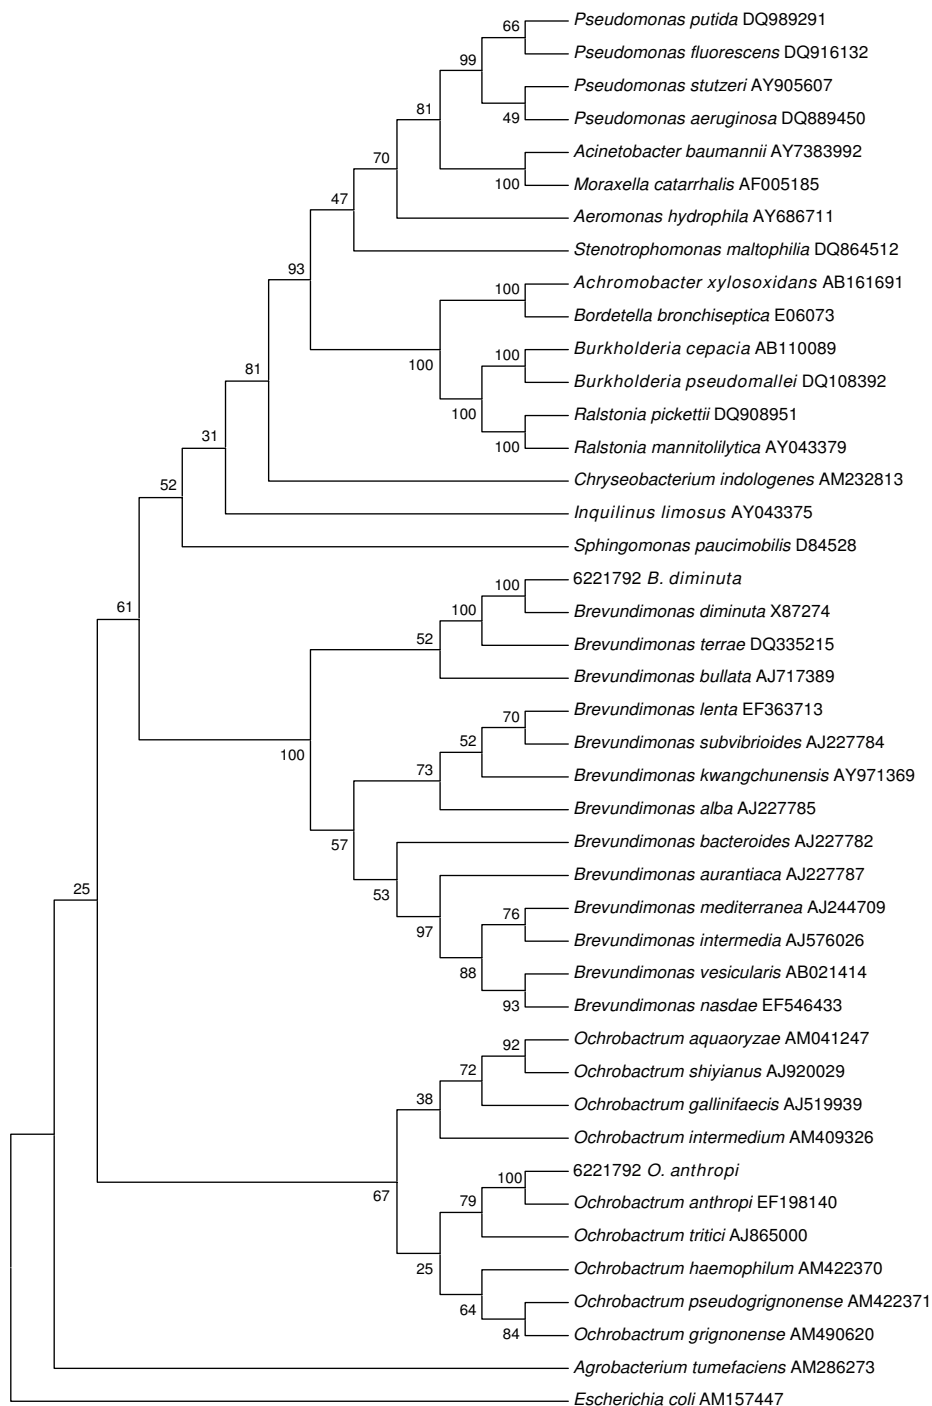 Pseudomonas putida DQ989291
66
Pseudomonas fluorescens DQ916132
99
Pseudomonas stutzeri AY905607
81
49
Pseudomonas aeruginosa DQ889450
Acinetobacter baumannii AY7383992
70
100
Moraxella catarrhalis AF005185
47
Aeromonas hydrophila AY686711
Stenotrophomonas maltophilia DQ864512
93
100
Achromobacter xylosoxidans AB161691
Bordetella bronchiseptica E06073
100
100
Burkholderia cepacia AB110089
81
Burkholderia pseudomallei DQ108392
100
Ralstonia pickettii DQ908951
31
100
Ralstonia mannitolilytica AY043379
52
Chryseobacterium indologenes AM232813
Inquilinus limosus AY043375
Sphingomonas paucimobilis D84528
100
6221792 B. diminuta
61
100
Brevundimonas diminuta X87274
52
Brevundimonas terrae DQ335215
Brevundimonas bullata AJ717389
70
Brevundimonas lenta EF363713
100
52
Brevundimonas subvibrioides AJ227784
73
Brevundimonas kwangchunensis AY971369
Brevundimonas alba AJ227785
57
Brevundimonas bacteroides AJ227782
25
53
Brevundimonas aurantiaca AJ227787
97
76
Brevundimonas mediterranea AJ244709
Brevundimonas intermedia AJ576026
88
Brevundimonas vesicularis AB021414
93
Brevundimonas nasdae EF546433
92
Ochrobactrum aquaoryzae AM041247
72
Ochrobactrum shiyianus AJ920029
38
Ochrobactrum gallinifaecis AJ519939
Ochrobactrum intermedium AM409326
67
100
6221792 O. anthropi
79
Ochrobactrum anthropi EF198140
Ochrobactrum tritici AJ865000
25
Ochrobactrum haemophilum AM422370
64
Ochrobactrum pseudogrignonense AM422371
84
Ochrobactrum grignonense AM490620
Agrobacterium tumefaciens AM286273
Escherichia coli AM157447